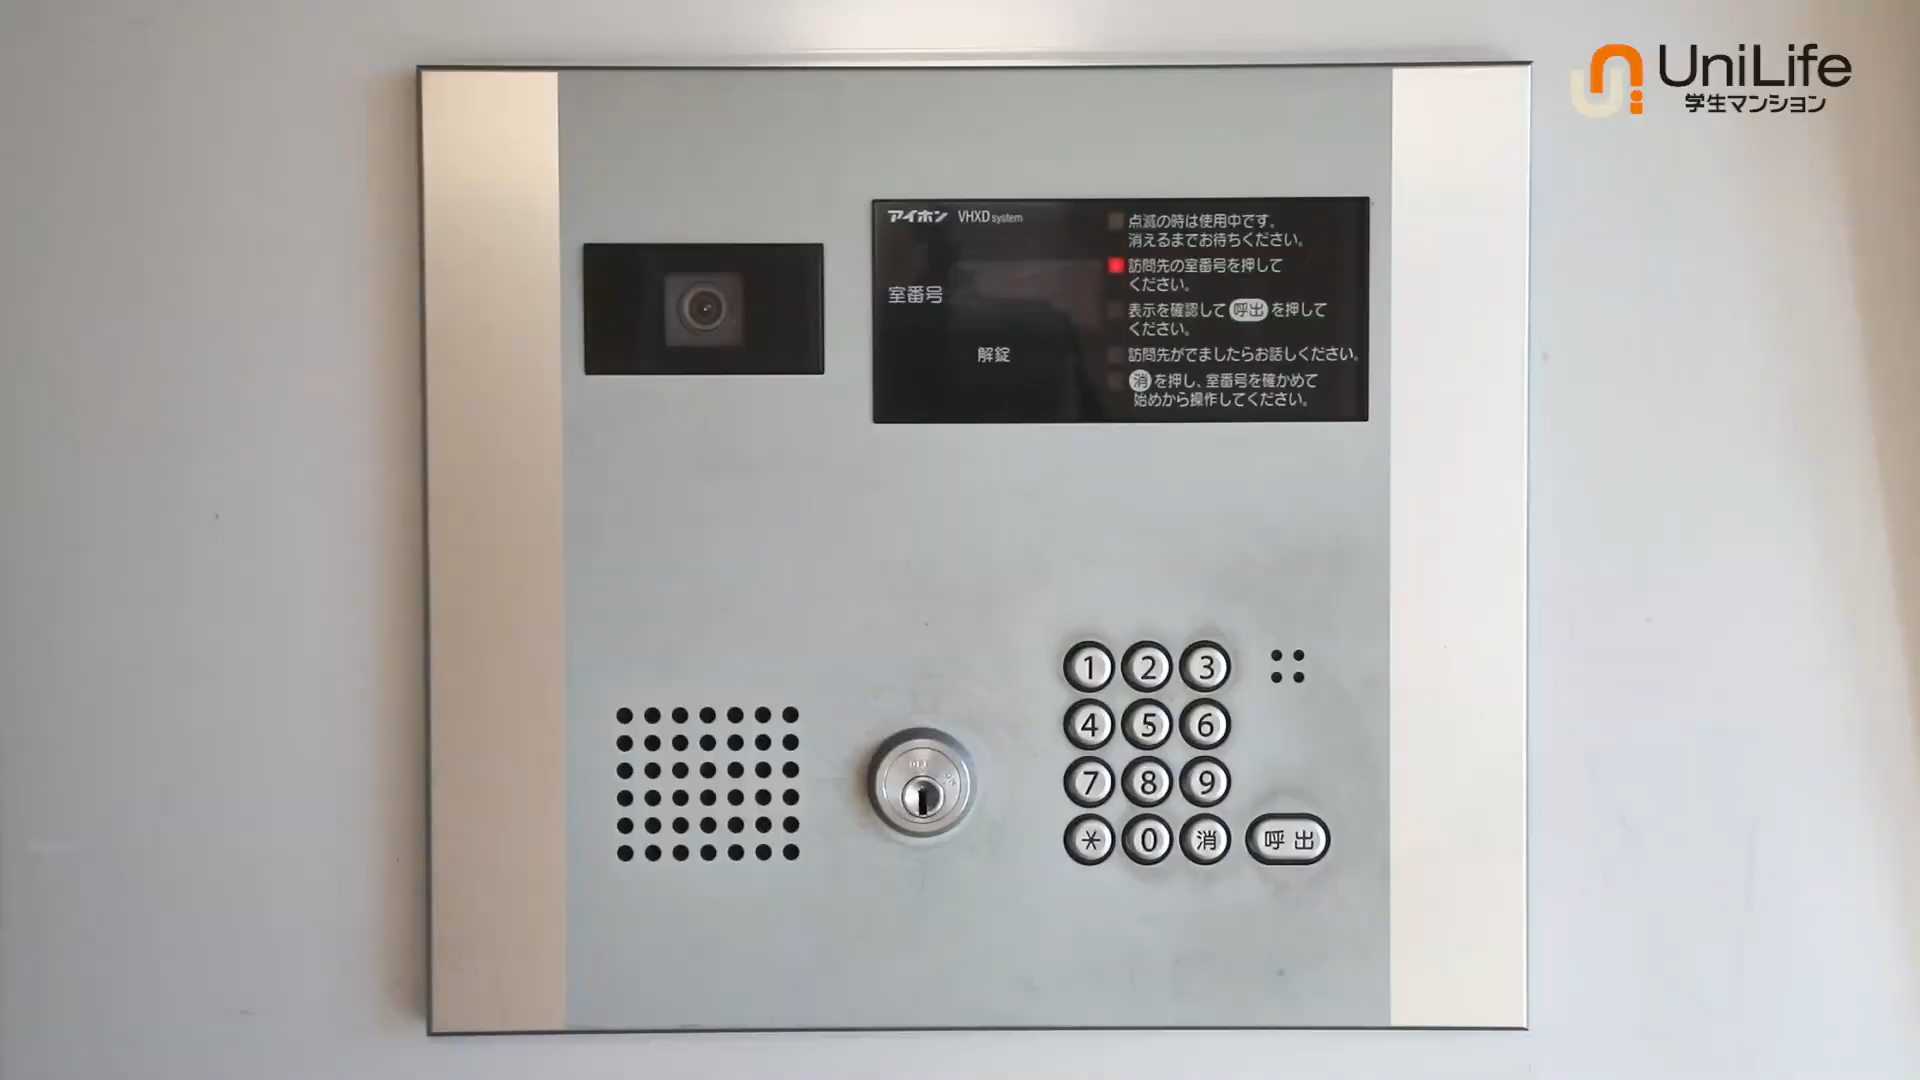 UniLife
学生マンション
アイホン VHXD system
室番号
解錠
点滅の時は使用中です。
消えるまでお待ちください。
訪問先の室番号を押して
ください。
表示を確認して 呼出 を押して
ください。
訪問先がでましたらお話しください。
消 を押し、室番号を確かめて
始めから操作してください。
1 2 3
4 5 6
7 8 9
* 0 消 呼出